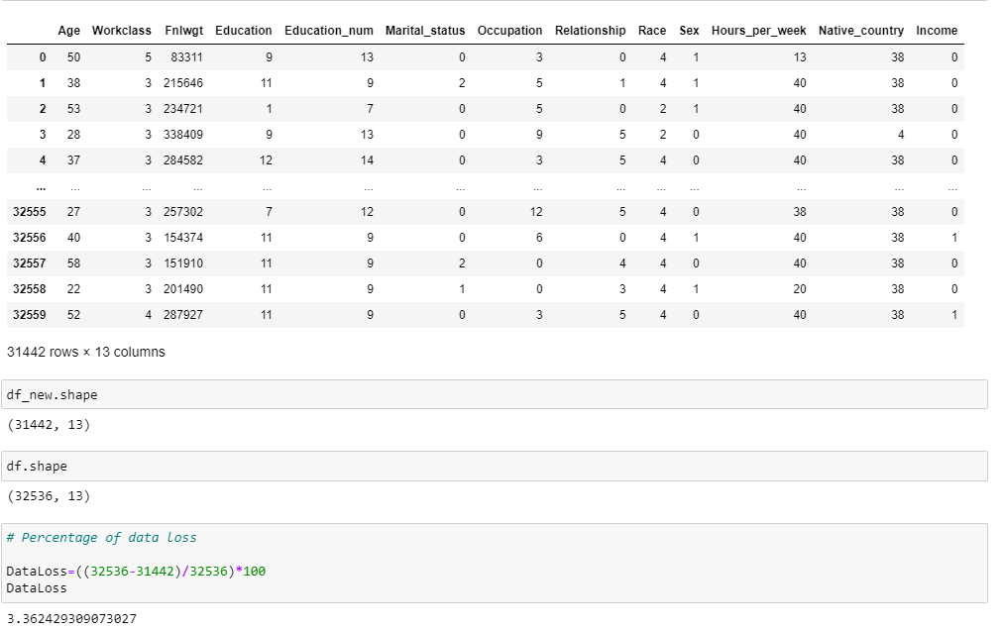 Age Workclass Fnlwgt Education Education_num Marital_status Occupation Relationship Race Sex Hours_per_week Native_country Income
0 50 5 83311 9 13 0 3 0 4 1 13 38 0
1 38 3 215646 11 9 2 5 1 4 1 40 38 0
2 53 3 234721 1 7 0 5 0 2 1 40 38 0
3 28 3 338409 9 13 0 9 5 2 0 40 4 0
4 37 3 284582 12 14 0 3 5 4 0 40 38 0
... ... ... ... ... ... ... ... ... ... ... ... ... ...
32555 27 3 257302 7 12 0 12 5 4 0 38 38 0
32556 40 3 154374 11 9 0 6 0 4 1 40 38 1
32557 58 3 151910 11 9 2 0 4 4 0 40 38 0
32558 22 3 201490 11 9 1 0 3 4 1 20 38 0
32559 52 4 287927 11 9 0 3 5 4 0 40 38 1
31442 rows × 13 columns
df_new.shape
(31442, 13)
df.shape
(32536, 13)
# Percentage of data loss
DataLoss=((32536-31442)/32536)*100
DataLoss
3.362429309073027